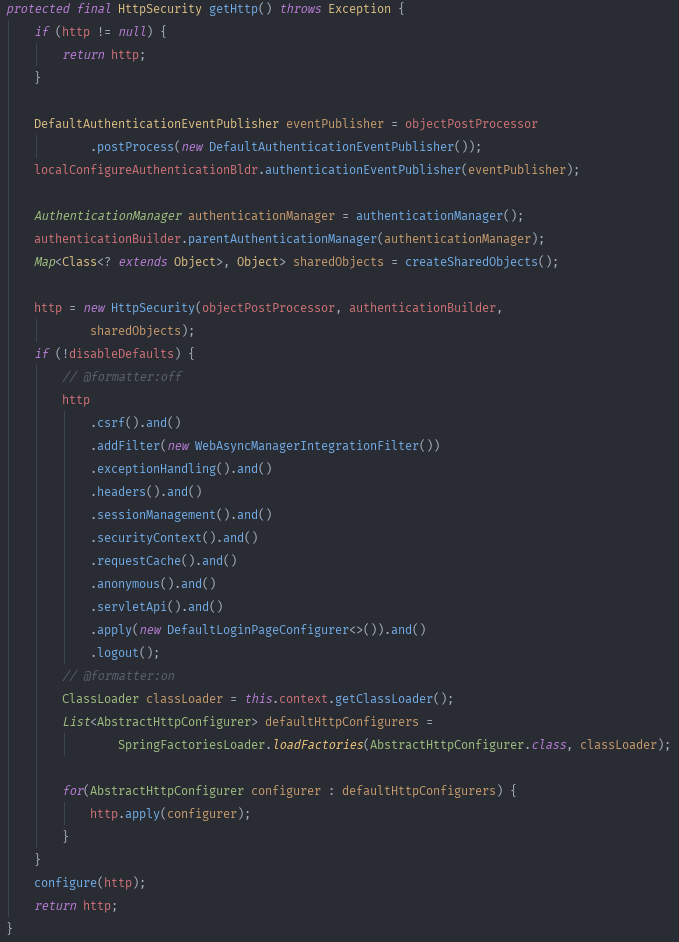 protected final HttpSecurity getHttp() throws Exception {
    if (http != null) {
        return http;
    }

    DefaultAuthenticationEventPublisher eventPublisher = objectPostProcessor
            .postProcess(new DefaultAuthenticationEventPublisher());
    localConfigureAuthenticationBldr.authenticationEventPublisher(eventPublisher);

    AuthenticationManager authenticationManager = authenticationManager();
    authenticationBuilder.parentAuthenticationManager(authenticationManager);
    Map<Class<? extends Object>, Object> sharedObjects = createSharedObjects();

    http = new HttpSecurity(objectPostProcessor, authenticationBuilder,
            sharedObjects);
    if (!disableDefaults) {
        // @formatter:off
        http
            .csrf().and()
            .addFilter(new WebAsyncManagerIntegrationFilter())
            .exceptionHandling().and()
            .headers().and()
            .sessionManagement().and()
            .securityContext().and()
            .requestCache().and()
            .anonymous().and()
            .servletApi().and()
            .apply(new DefaultLoginPageConfigurer<>()).and()
            .logout();
        // @formatter:on
        ClassLoader classLoader = this.context.getClassLoader();
        List<AbstractHttpConfigurer> defaultHttpConfigurers =
                SpringFactoriesLoader.loadFactories(AbstractHttpConfigurer.class, classLoader);

        for(AbstractHttpConfigurer configurer : defaultHttpConfigurers) {
            http.apply(configurer);
        }
    }
    configure(http);
    return http;
}